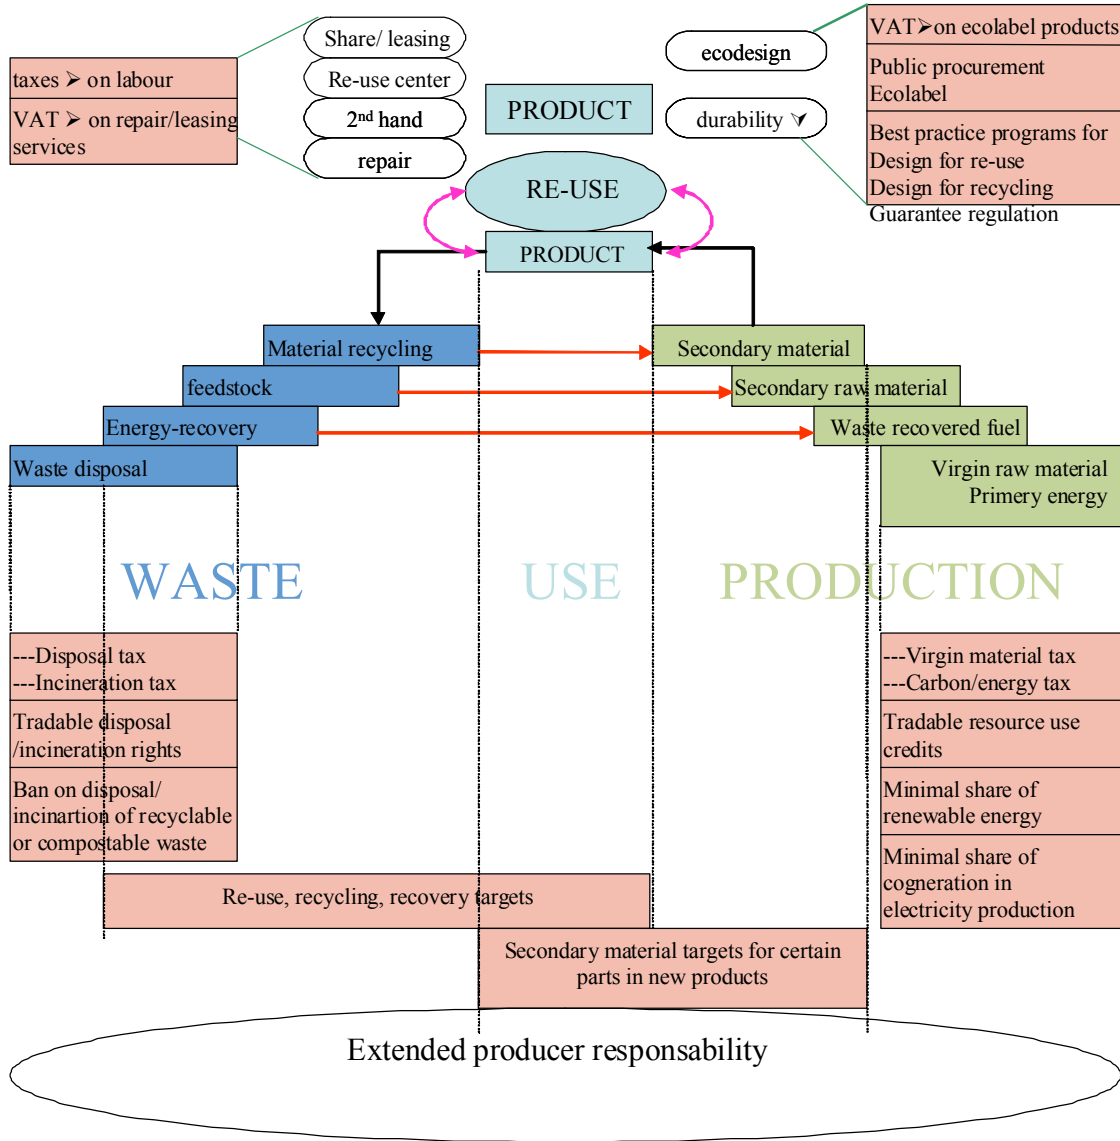 taxes ➢ on labour
VAT ➢ on repair/leasing
services
Share/ leasing
Re-use center
2nd hand
repair
PRODUCT
RE-USE
PRODUCT
ecodesign
durability ➢
VAT➢on ecolabel products
Public procurement
Ecolabel
Best practice programs for
Design for re-use
Design for recycling
Guarantee regulation
Material recycling
feedstock
Energy-recovery
Waste disposal
Secondary material
Secondary raw material
Waste recovered fuel
Virgin raw material
Primery energy
WASTE
USE
PRODUCTION
---Disposal tax
---Incineration tax
Tradable disposal
/incineration rights
Ban on disposal/
incinartion of recyclable
or compostable waste
---Virgin material tax
---Carbon/energy tax
Tradable resource use
credits
Minimal share of
renewable energy
Minimal share of
cogneration in
electricity production
Re-use, recycling, recovery targets
Secondary material targets for certain
parts in new products
Extended producer responsability